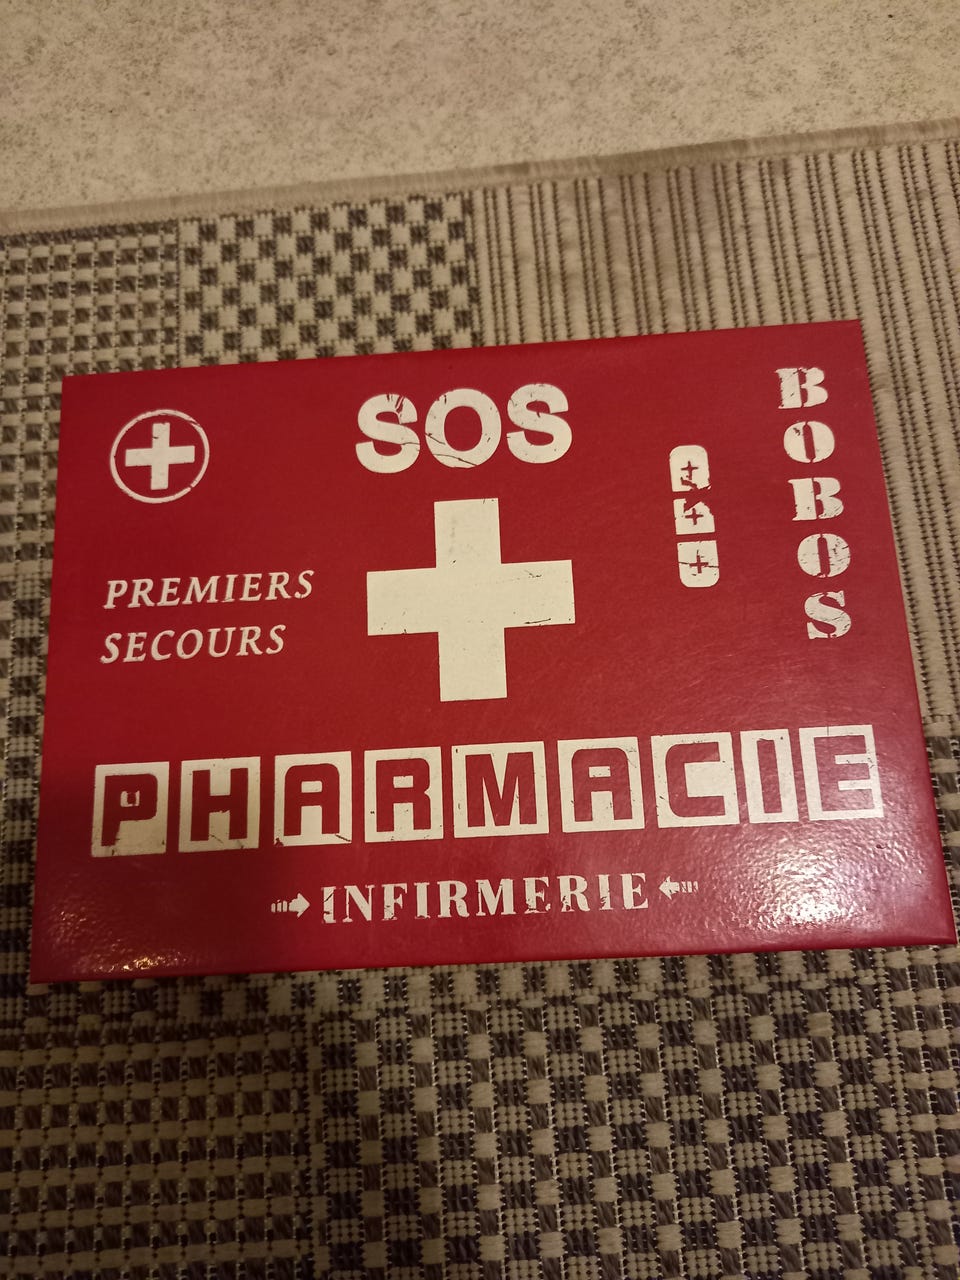 SOS
BOBOS
PREMIERS
SECOURS
PHARMACIE
INFIRMERIE